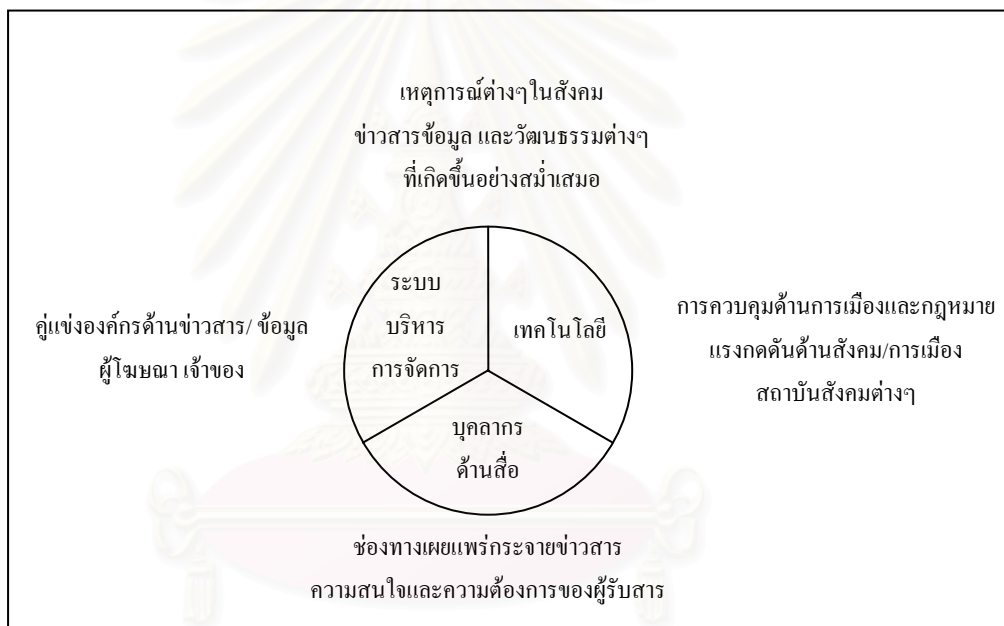 เหตุการณ์ต่างๆในสังคม
ข่าวสารข้อมูล และวัฒนธรรมต่างๆ
ที่เกิดขึ้นอย่างสม่ำเสมอ
คู่แข่งองค์กรด้านข่าวสาร/ ข้อมูล
ผู้โฆษณา เจ้าของ
ระบบ
บริหาร
การจัดการ
เทคโนโลยี
บุคลากร
ด้านสื่อ
การควบคุมด้านการเมืองและกฎหมาย
แรงกดดันด้านสังคม/การเมือง
สถาบันสังคมต่างๆ
ช่องทางเผยแพร่กระจายข่าวสาร
ความสนใจและความต้องการของผู้รับสาร